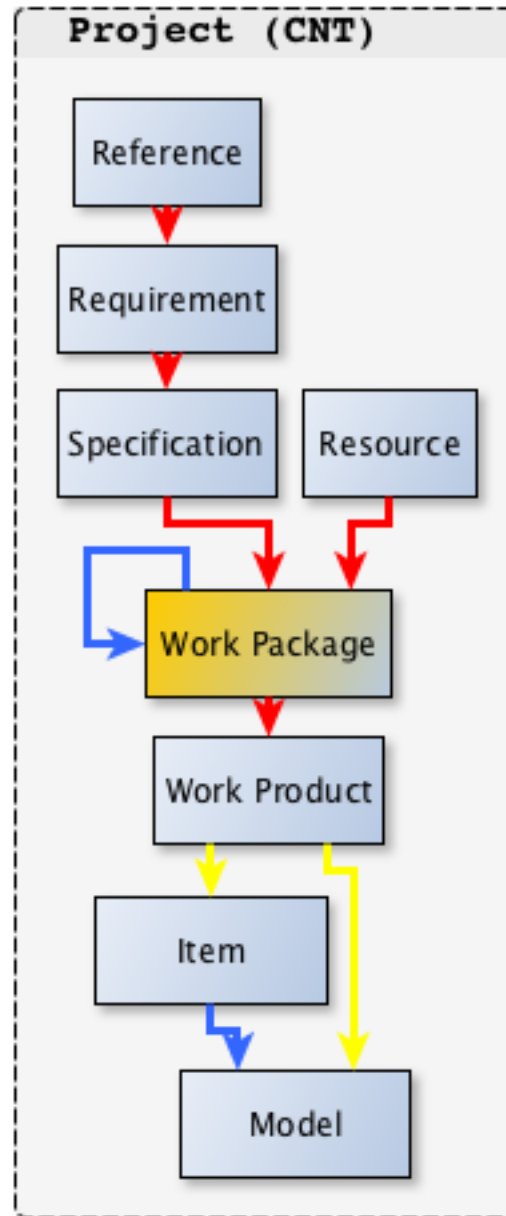 Project (CNT)
Reference
Requirement
Specification
Resource
Work Package
Work Product
Item
Model